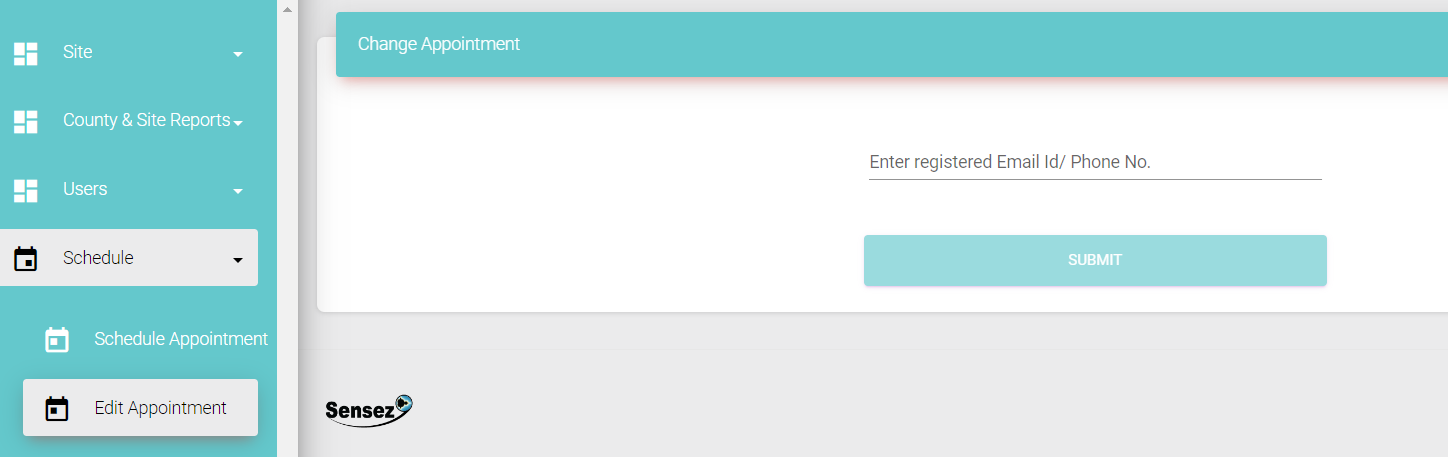 Site
County & Site Reports
Users
Schedule
Schedule Appointment
Edit Appointment
Change Appointment
Enter registered Email Id/ Phone No.
SUBMIT
Sensez